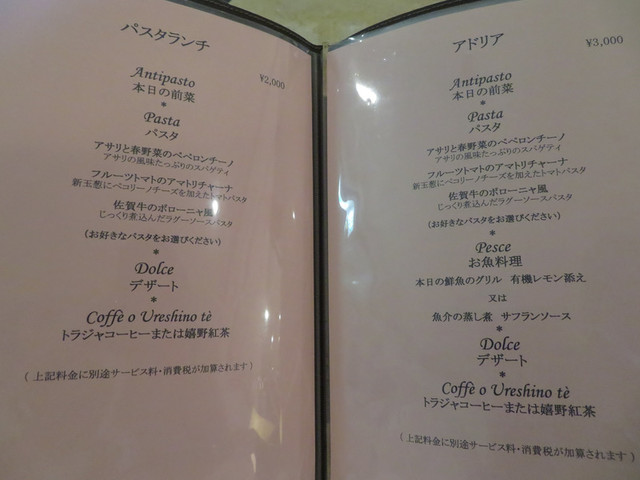 パスタランチ
¥2,000
Antipasto
本日の前菜
*
Pasta
パスタ
アサリと春野菜のペペロンチーノ
アサリの風味たっぷりのスパゲティ
フルーツトマトのアマトリチャーナ
新玉葱にペコリーノチーズを加えたトマトパスタ
佐賀牛のボローニャ風
じっくり煮込んだラグーソースパスタ
(お好きなパスタをお選びください)
*
Dolce
デザート
*
Coffè o Ureshino tè
トラジャコーヒーまたは嬉野紅茶
(上記料金に別途サービス料・消費税が加算されます)
アドリア
¥3,000
Antipasto
本日の前菜
*
Pasta
パスタ
アサリと春野菜のペペロンチーノ
アサリの風味たっぷりのスパゲティ
フルーツトマトのアマトリチャーナ
新玉葱にペコリーノチーズを加えたトマトパスタ
佐賀牛のボローニャ風
じっくり煮込んだラグーソースパスタ
(お好きなパスタをお選びください)
*
Pesce
お魚料理
本日の鮮魚のグリル 有機レモン添え
又は
魚介の蒸し煮 サフランソース
*
Dolce
デザート
*
Coffè o Ureshino tè
トラジャコーヒーまたは嬉野紅茶
(上記料金に別途サービス料・消費税が加算されます)